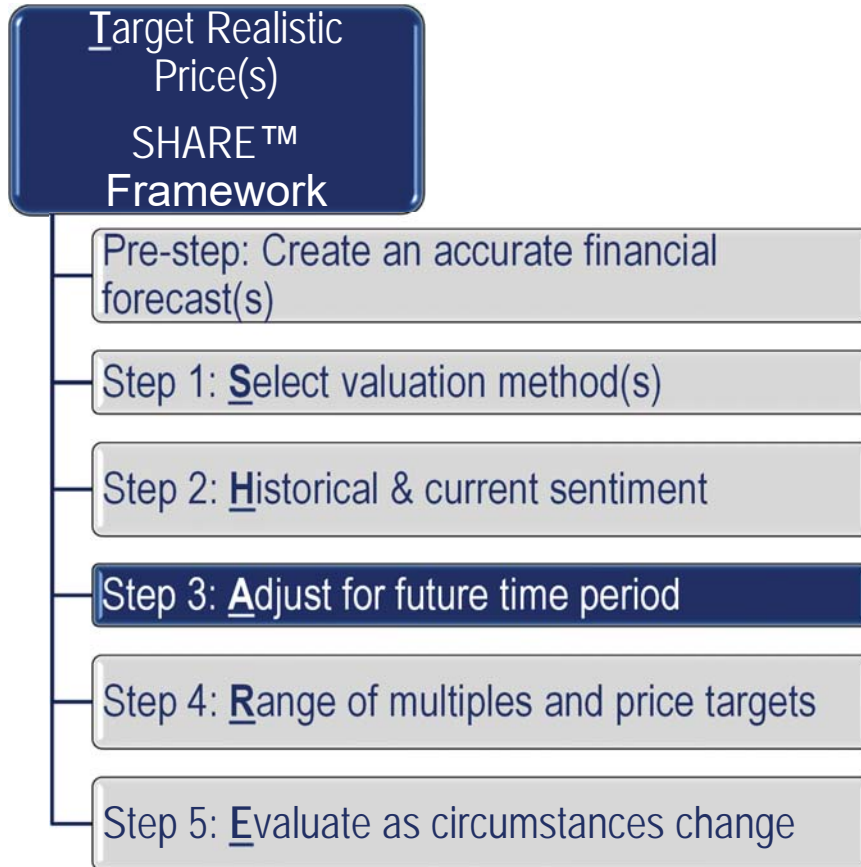 Target Realistic
Price(s)
SHARE™
Framework
Pre-step: Create an accurate financial
forecast(s)
Step 1: Select valuation method(s)
Step 2: Historical & current sentiment
Step 3: Adjust for future time period
Step 4: Range of multiples and price targets
Step 5: Evaluate as circumstances change